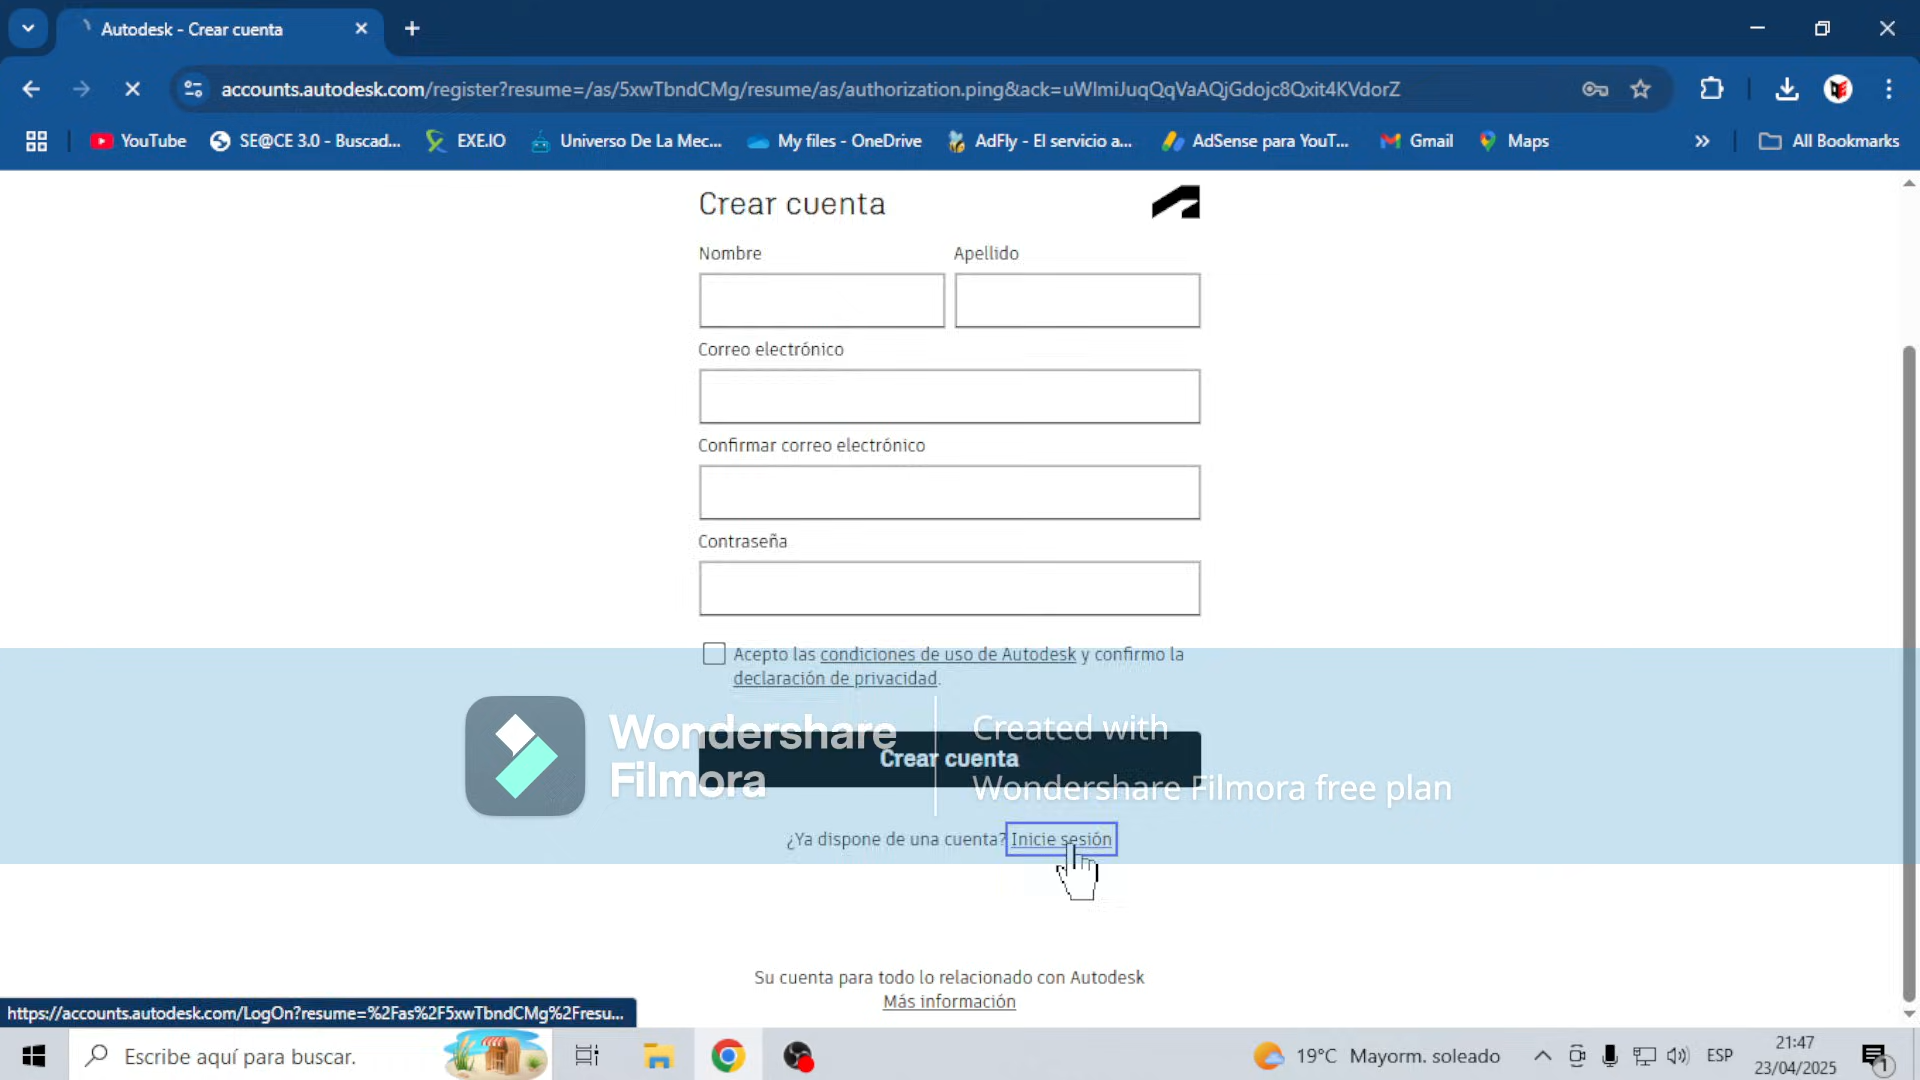 Autodesk - Crear cuenta
accounts.autodesk.com/register?resume=/as/5xwTbndCMg/resume/as/authorization.ping&ack=uWImiJuqQqVaAQjGdojc8Qxit4KVdorZ
YouTube SE@CE 3.0 - Buscad... EXE.IO Universo De La Mec... My files - OneDrive AdFly - El servicio a... AdSense para YouT... Gmail Maps » All Bookmarks
Crear cuenta
Nombre Apellido
Correo electrónico
Confirmar correo electrónico
Contraseña
Acepto las condiciones de uso de Autodesk y confirmo la
declaración de privacidad.
Wondershare
Filmora
Created with
Wondershare Filmora free plan
Crear cuenta
¿Ya dispone de una cuenta? Inicie sesión
Su cuenta para todo lo relacionado con Autodesk
Más información
https://accounts.autodesk.com/LogOn?resume=%2Fas%2F5xwTbndCMg%2Fresu...
Escribe aquí para buscar.
19°C Mayorm. soleado
ESP
21:47
23/04/2025
1